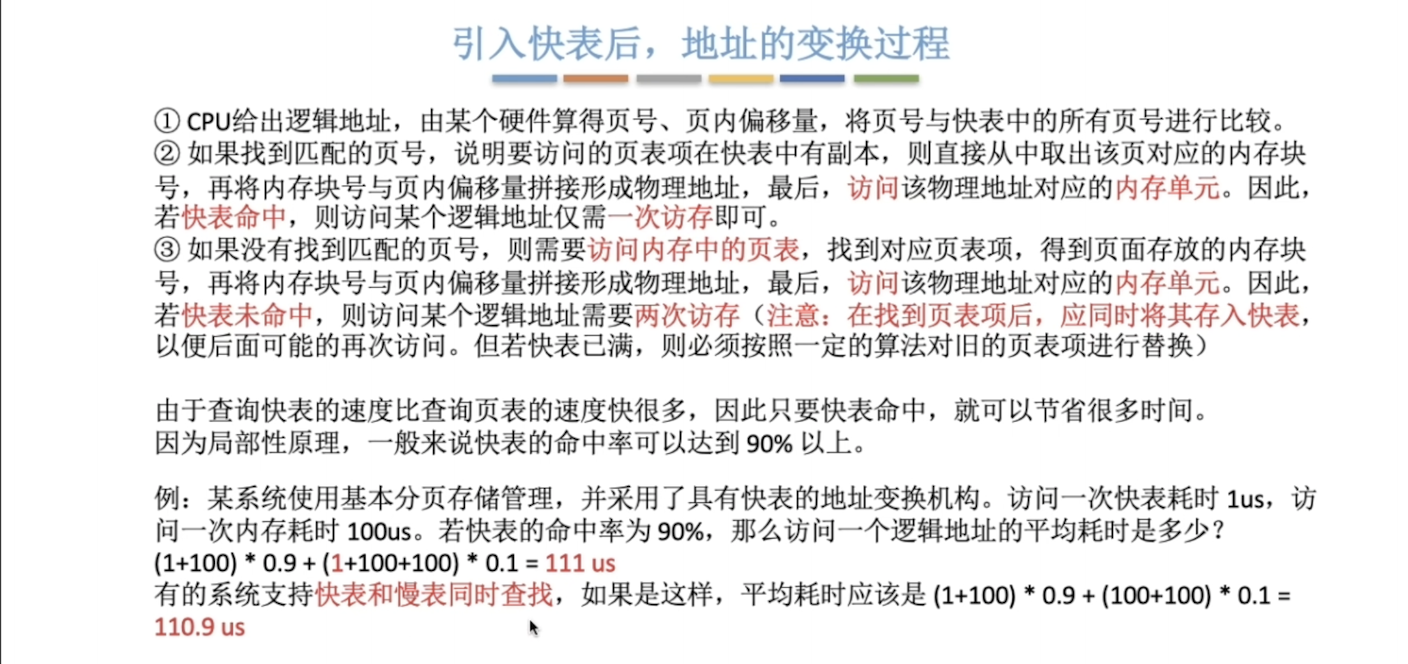 引入快表后，地址的变换过程
① CPU给出逻辑地址，由某个硬件算得页号、页内偏移量，将页号与快表中的所有页号进行比较。
② 如果找到匹配的页号，说明要访问的页表项在快表中有副本，则直接从中取出该页对应的内存块
号，再将内存块号与页内偏移量拼接形成物理地址，最后，访问该物理地址对应的内存单元。因此，
若快表命中，则访问某个逻辑地址仅需一次访存即可。
③ 如果没有找到匹配的页号，则需要访问内存中的页表，找到对应页表项，得到页面存放的内存块
号，再将内存块号与页内偏移量拼接形成物理地址，最后，访问该物理地址对应的内存单元。因此，
若快表未命中，则访问某个逻辑地址需要两次访存（注意：在找到页表项后，应同时将其存入快表，
以便后面可能的再次访问。但若快表已满，则必须按照一定的算法对旧的页表项进行替换）
由于查询快表的速度比查询页表的速度快很多，因此只要快表命中，就可以节省很多时间。
因为局部性原理，一般来说快表的命中率可以达到 90% 以上。
例：某系统使用基本分页存储管理，并采用了具有快表的地址变换机构。访问一次快表耗时 1us，访
问一次内存耗时 100us。若快表的命中率为 90%，那么访问一个逻辑地址的平均耗时是多少？
(1+100) * 0.9 + (1+100+100) * 0.1 = 111 us
有的系统支持快表和慢表同时查找，如果是这样，平均耗时应该是 (1+100) * 0.9 + (100+100) * 0.1 =
110.9 us